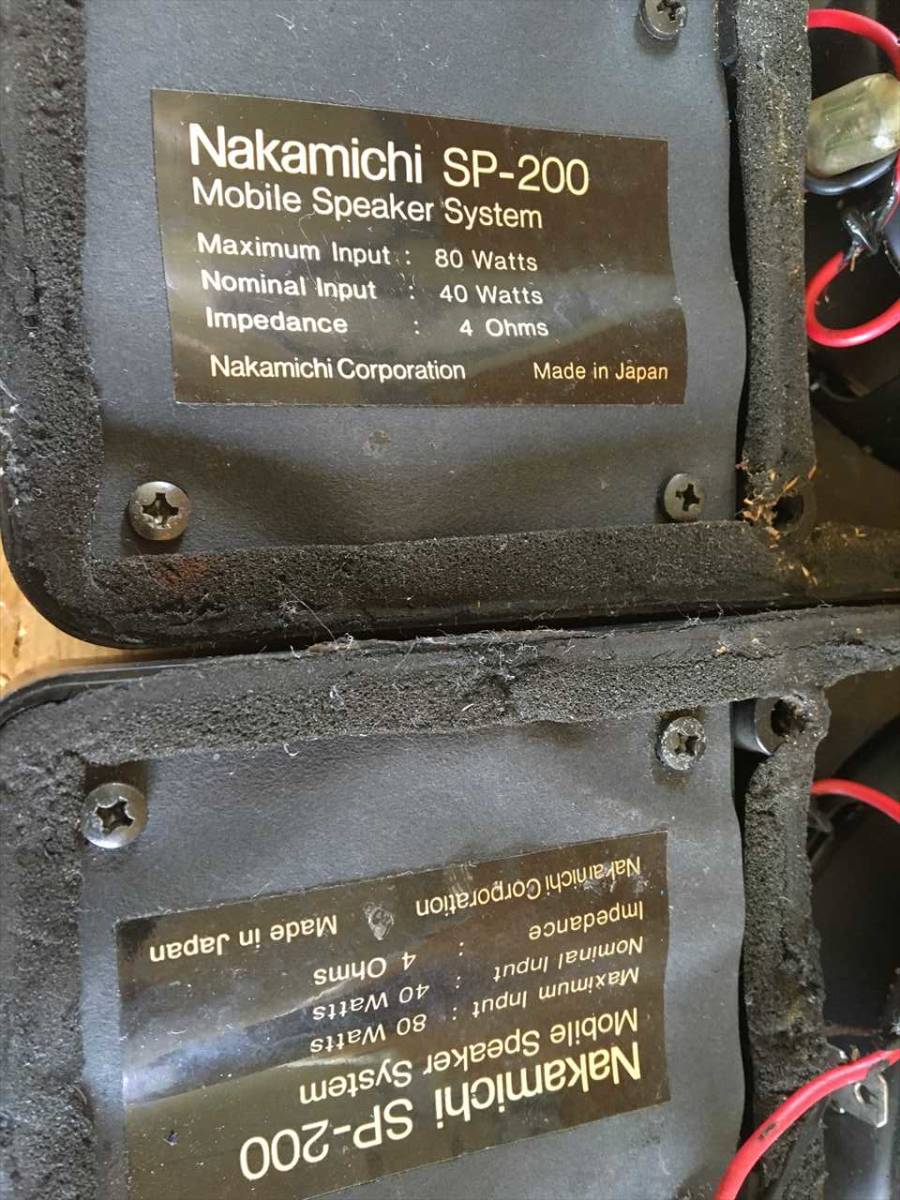 Nakamichi SP-200
Mobile Speaker System
Maximum Input : 80 Watts
Nominal Input : 40 Watts
Impedance : 4 Ohms
Nakamichi Corporation Made in Japan
Nakamichi SP-200
Mobile Speaker System
Maximum Input : 80 Watts
Nominal Input : 40 Watts
Impedance : 4 Ohms
Nakamichi Corporation Made in Japan